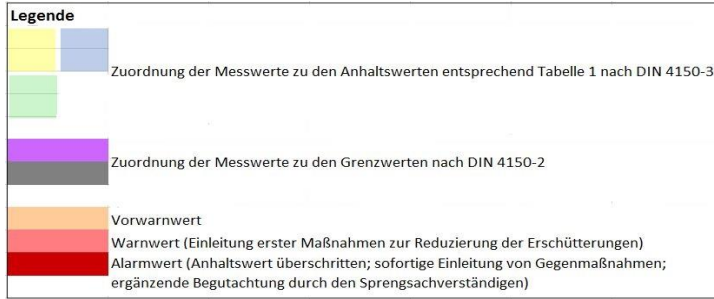 Legende
Zuordnung der Messwerte zu den Anhaltswerten entsprechend Tabelle 1 nach DIN 4150-3
Zuordnung der Messwerte zu den Grenzwerten nach DIN 4150-2
Vorwarnwert
Warnwert (Einleitung erster Maßnahmen zur Reduzierung der Erschütterungen)
Alarmwert (Anhaltswert überschritten; sofortige Einleitung von Gegenmaßnahmen;
ergänzende Begutachtung durch den Sprengsachverständigen)